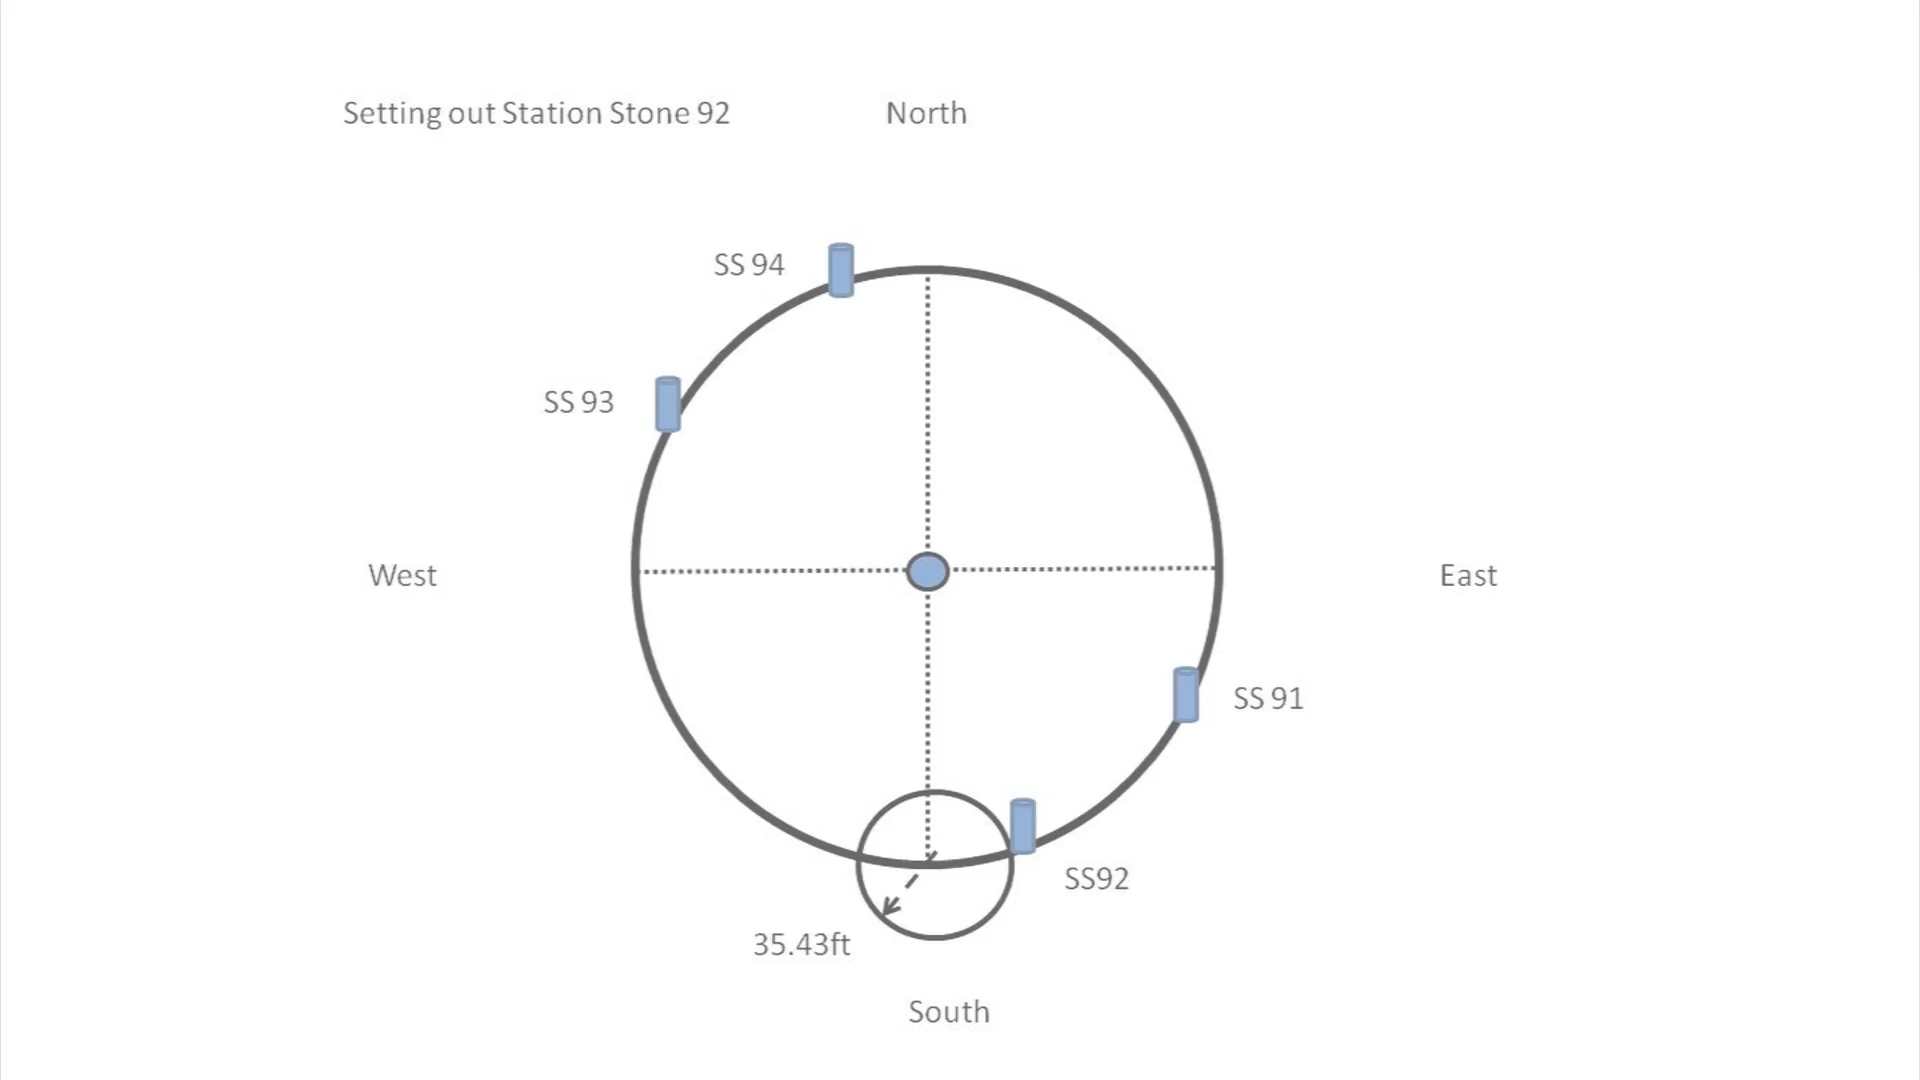 Setting out Station Stone 92
North
SS 94
SS 93
West
East
SS 91
SS92
35.43ft
South